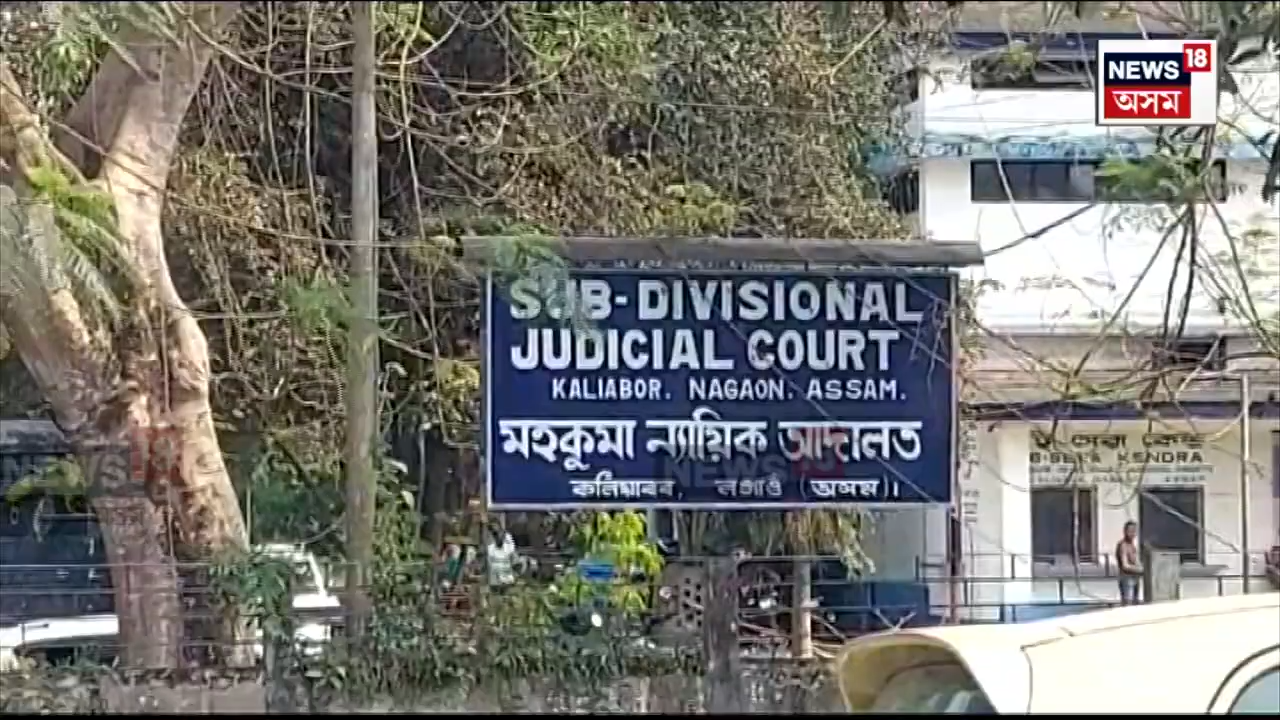 NEWS 18
অসম
SUB-DIVISIONAL
JUDICIAL COURT
KALIABOR. NAGAON. ASSAM.
মহকুমা ন্যায়িক আদালত
কলিয়াবৰ, নগাওঁ (অসম)।
সেৱা কেন্দ্ৰ
SEWA KENDRA